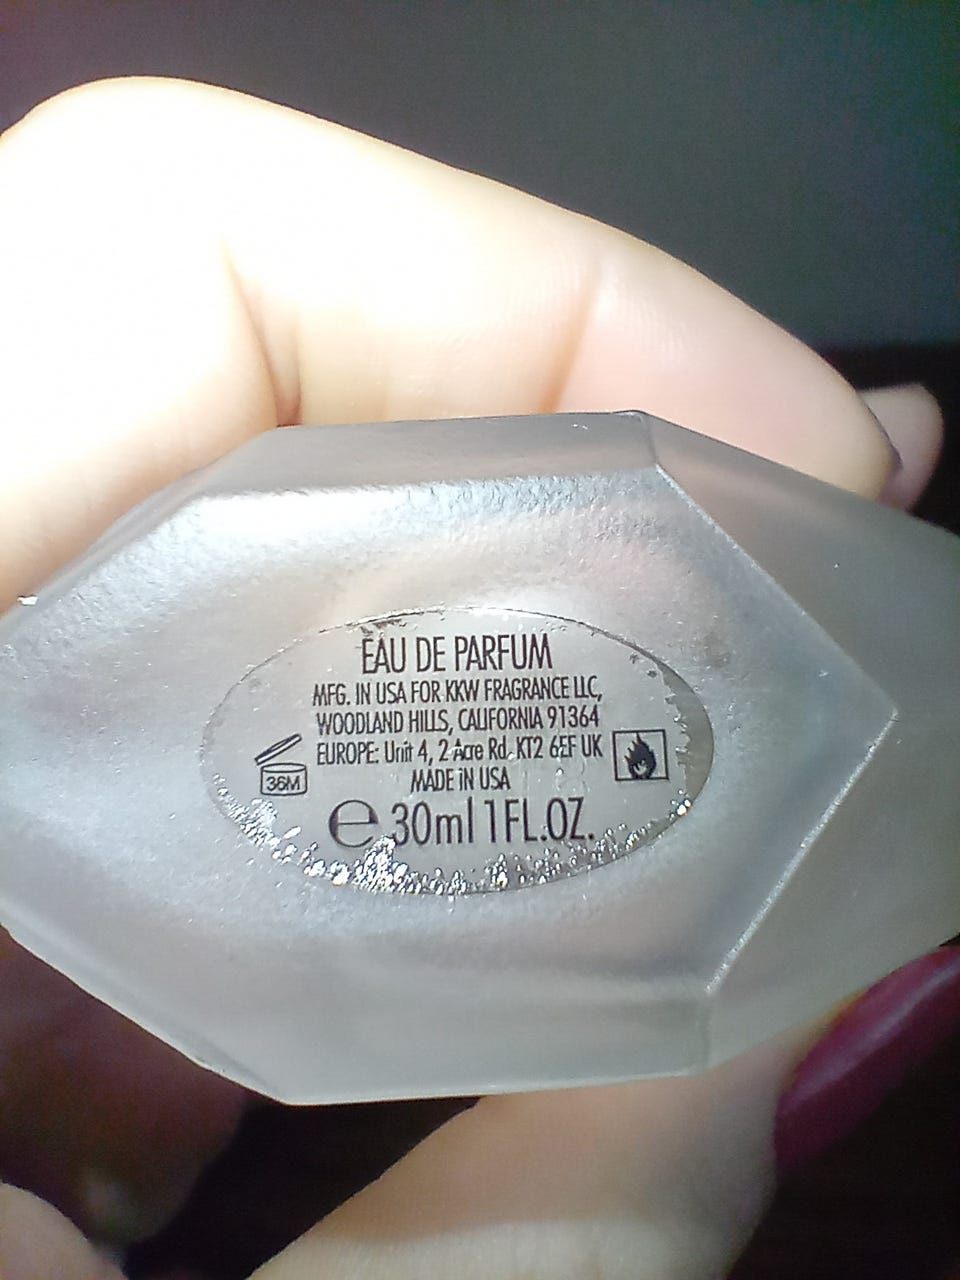 EAU DE PARFUM
MFG. IN USA FOR KKW FRAGRANCE LLC,
WOODLAND HILLS, CALIFORNIA 91364
EUROPE: Unit 4, 2 Acre Rd. KT2 6EF UK
MADE IN USA
36M
e 30ml 1FL.OZ.